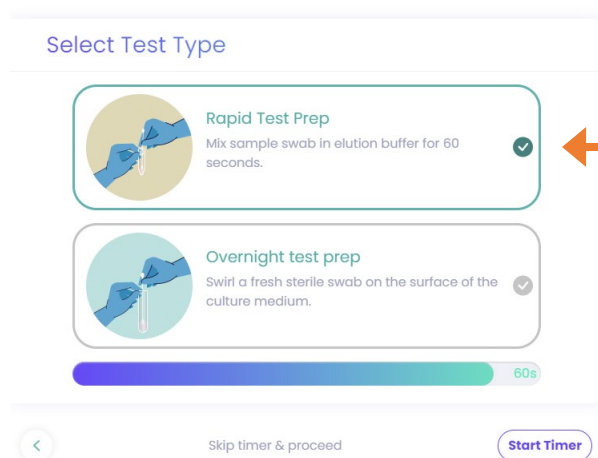 Select Test Type
Rapid Test Prep
Mix sample swab in elution buffer for 60
seconds.
Overnight test prep
Swirl a fresh sterile swab on the surface of the
culture medium.
60s
Skip timer & proceed
Start Timer